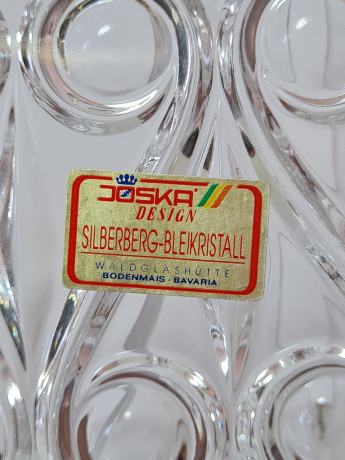 JOSKA
DESIGN
SILBERBERG-BLEIKRISTALL
WALDGLASHÜTTE
BODENMAIS - BAVARIA